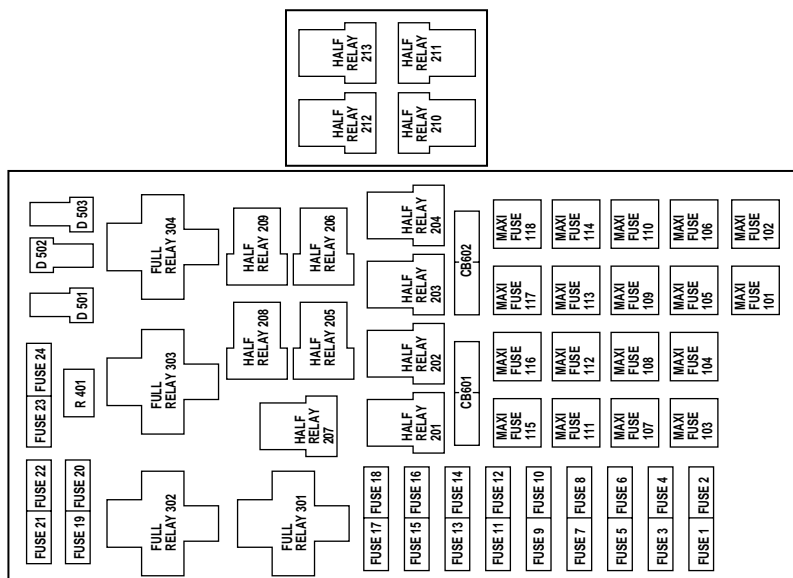 HALF
RELAY
213
HALF
RELAY
211
HALF
RELAY
212
HALF
RELAY
210
D 503
D 502
D 501
FULL
RELAY 304
HALF
RELAY 209
HALF
RELAY 206
HALF
RELAY
204
CB602
MAXI
FUSE
118
MAXI
FUSE
114
MAXI
FUSE
110
MAXI
FUSE
106
MAXI
FUSE
102
HALF
RELAY
203
MAXI
FUSE
117
MAXI
FUSE
113
MAXI
FUSE
109
MAXI
FUSE
105
MAXI
FUSE
101
FUSE 24
FUSE 23
R 401
FULL
RELAY 303
HALF
RELAY 208
HALF
RELAY 205
HALF
RELAY
202
CB601
MAXI
FUSE
116
MAXI
FUSE
112
MAXI
FUSE
108
MAXI
FUSE
104
HALF
RELAY
207
HALF
RELAY
201
MAXI
FUSE
115
MAXI
FUSE
111
MAXI
FUSE
107
MAXI
FUSE
103
FUSE 22
FUSE 21
FUSE 20
FUSE 19
FULL
RELAY 302
FULL
RELAY 301
FUSE 18
FUSE 17
FUSE 16
FUSE 15
FUSE 14
FUSE 13
FUSE 12
FUSE 11
FUSE 10
FUSE 9
FUSE 8
FUSE 7
FUSE 6
FUSE 5
FUSE 4
FUSE 3
FUSE 2
FUSE 1